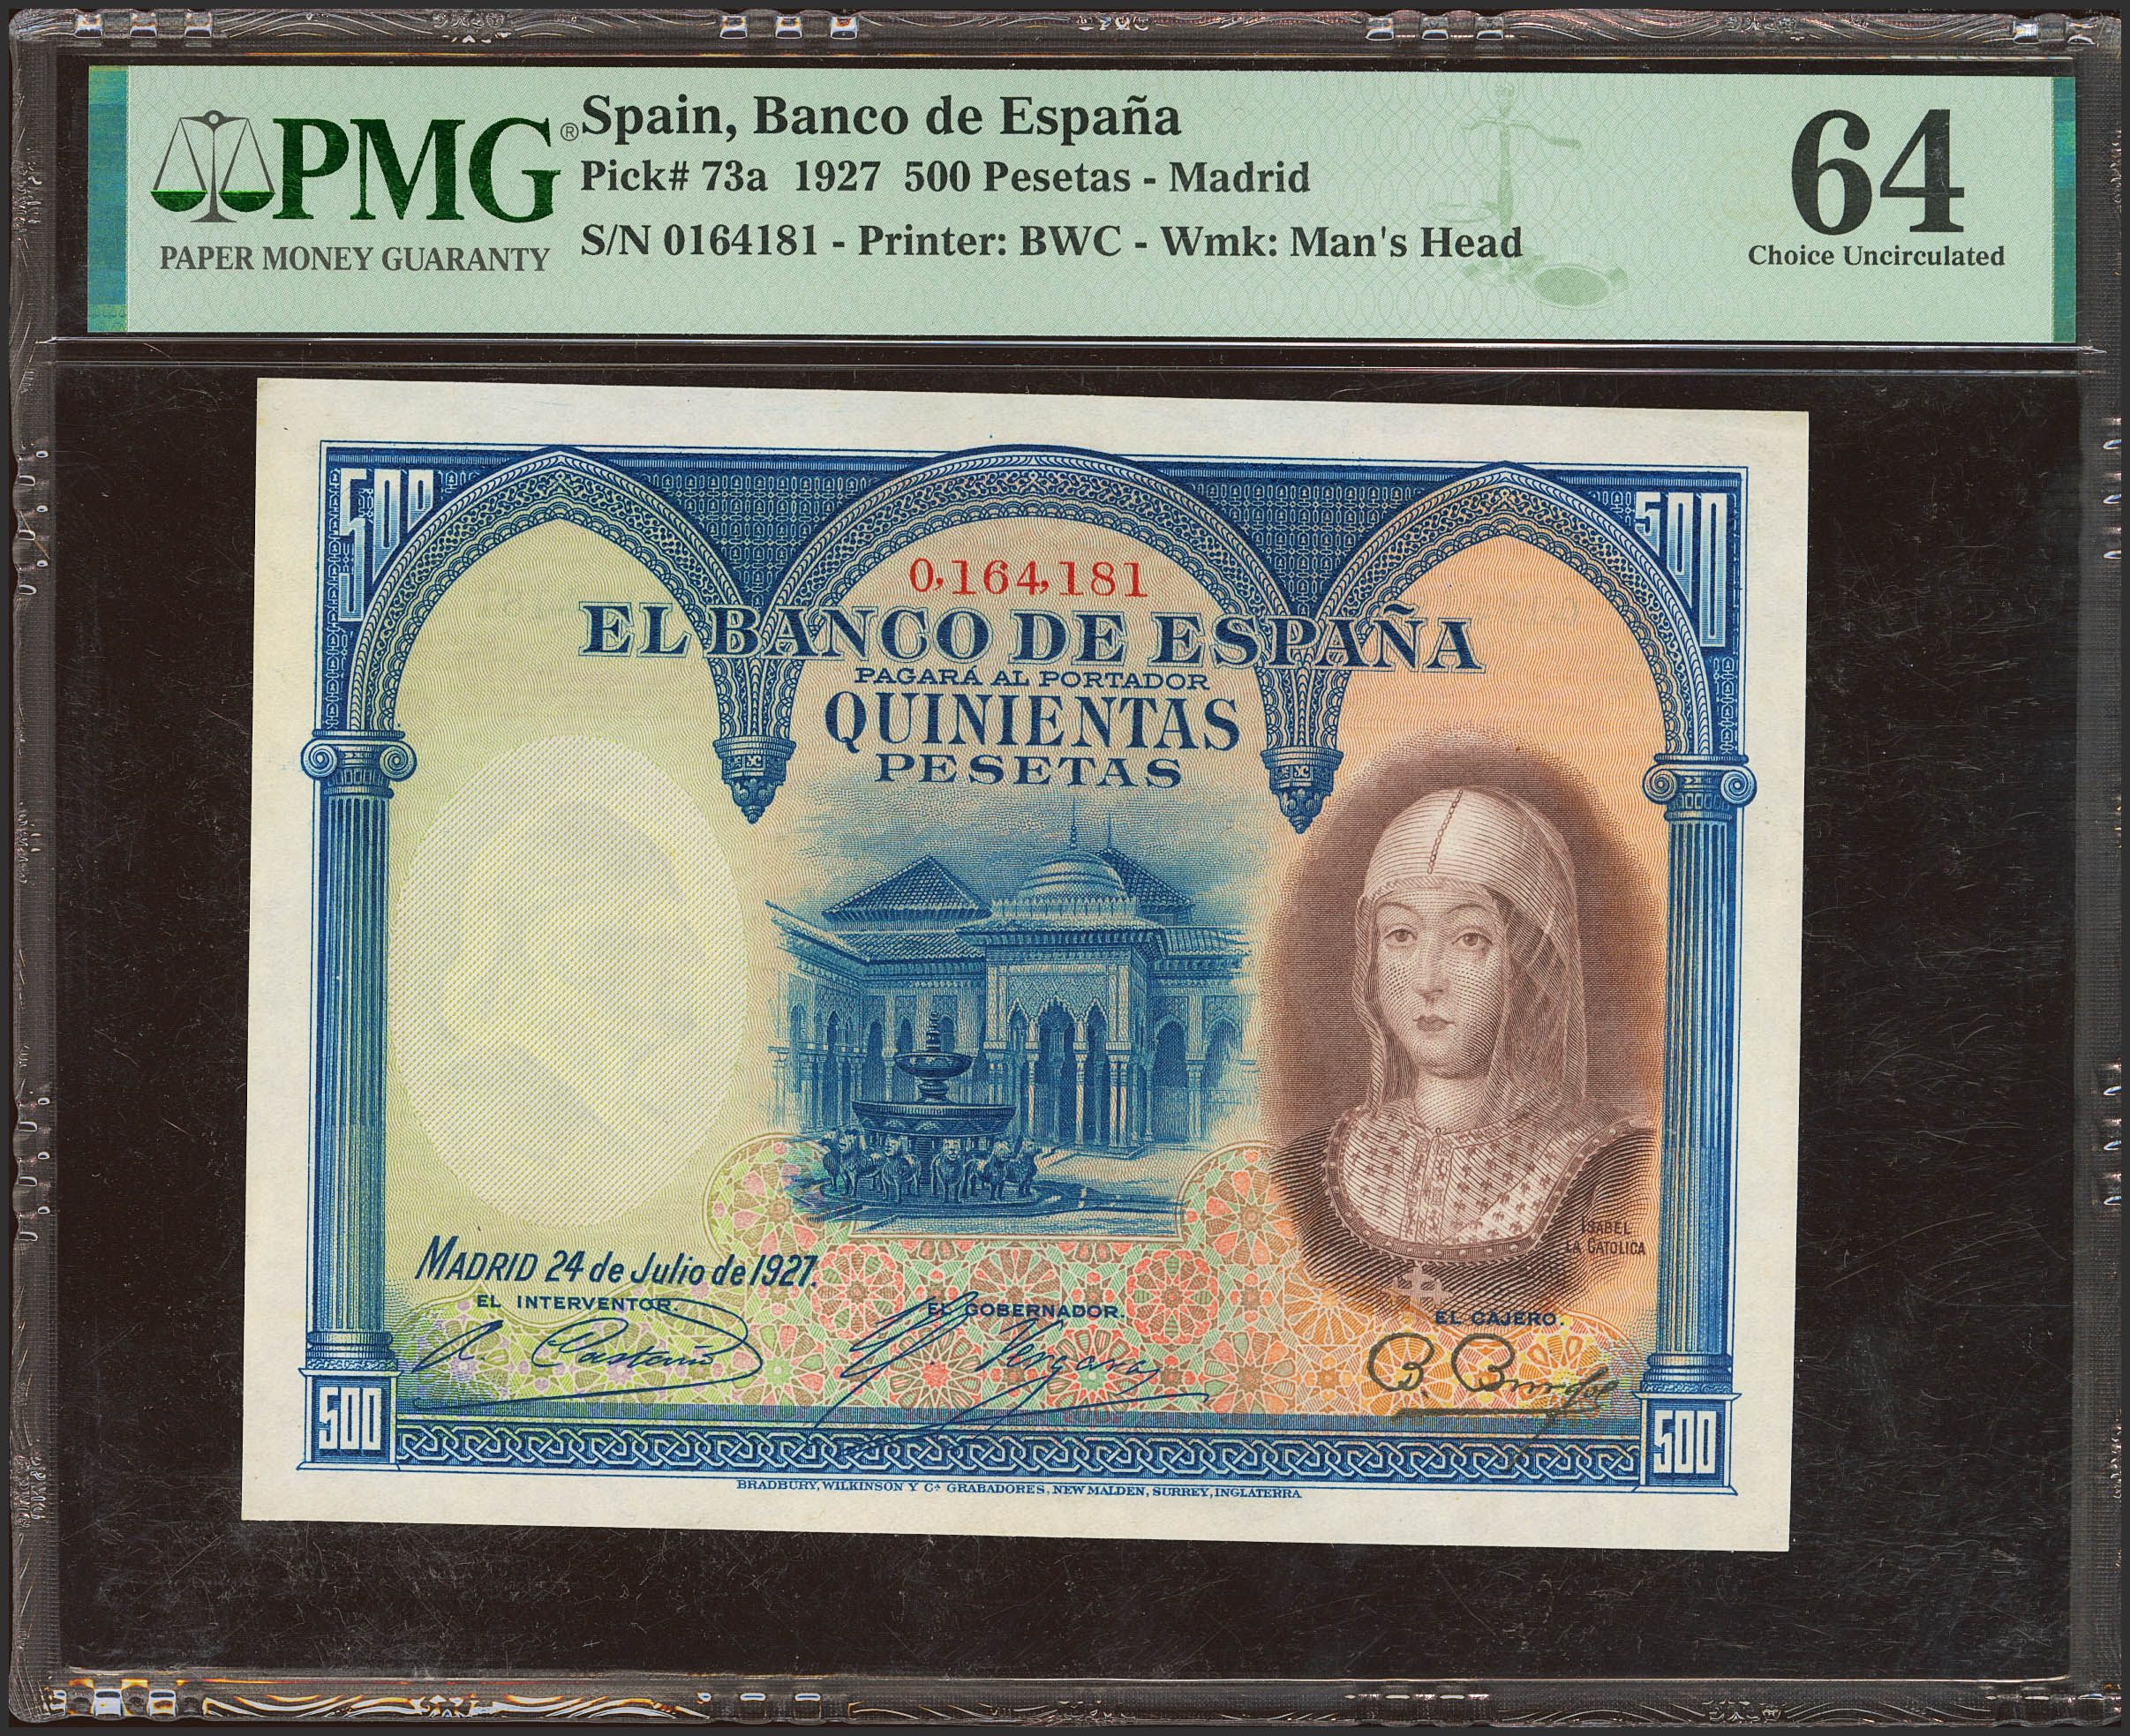 PMG®
PAPER MONEY GUARANTY
Spain, Banco de España
Pick# 73a 1927 500 Pesetas - Madrid
S/N 0164181 - Printer: BWC - Wmk: Man's Head
64
Choice Uncirculated
500
500
0,164,181
EL BANCO DE ESPAÑA
PAGARÁ AL PORTADOR
QUINIENTAS
PESETAS
ISABEL
LA CATOLICA
MADRID 24 de Julio de 1927.
EL INTERVENTOR.
EL GOBERNADOR.
EL CAJERO.
500
500
BRADBURY, WILKINSON Y Cª GRABADORES, NEW MALDEN, SURREY, INGLATERRA